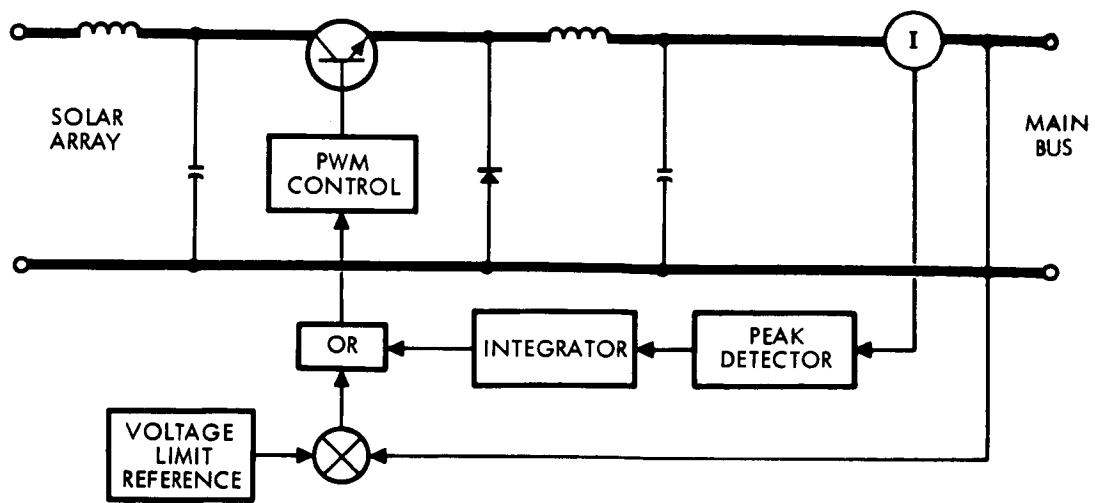 I
SOLAR
ARRAY
MAIN
BUS
PWM
CONTROL
OR
INTEGRATOR
PEAK
DETECTOR
VOLTAGE
LIMIT
REFERENCE